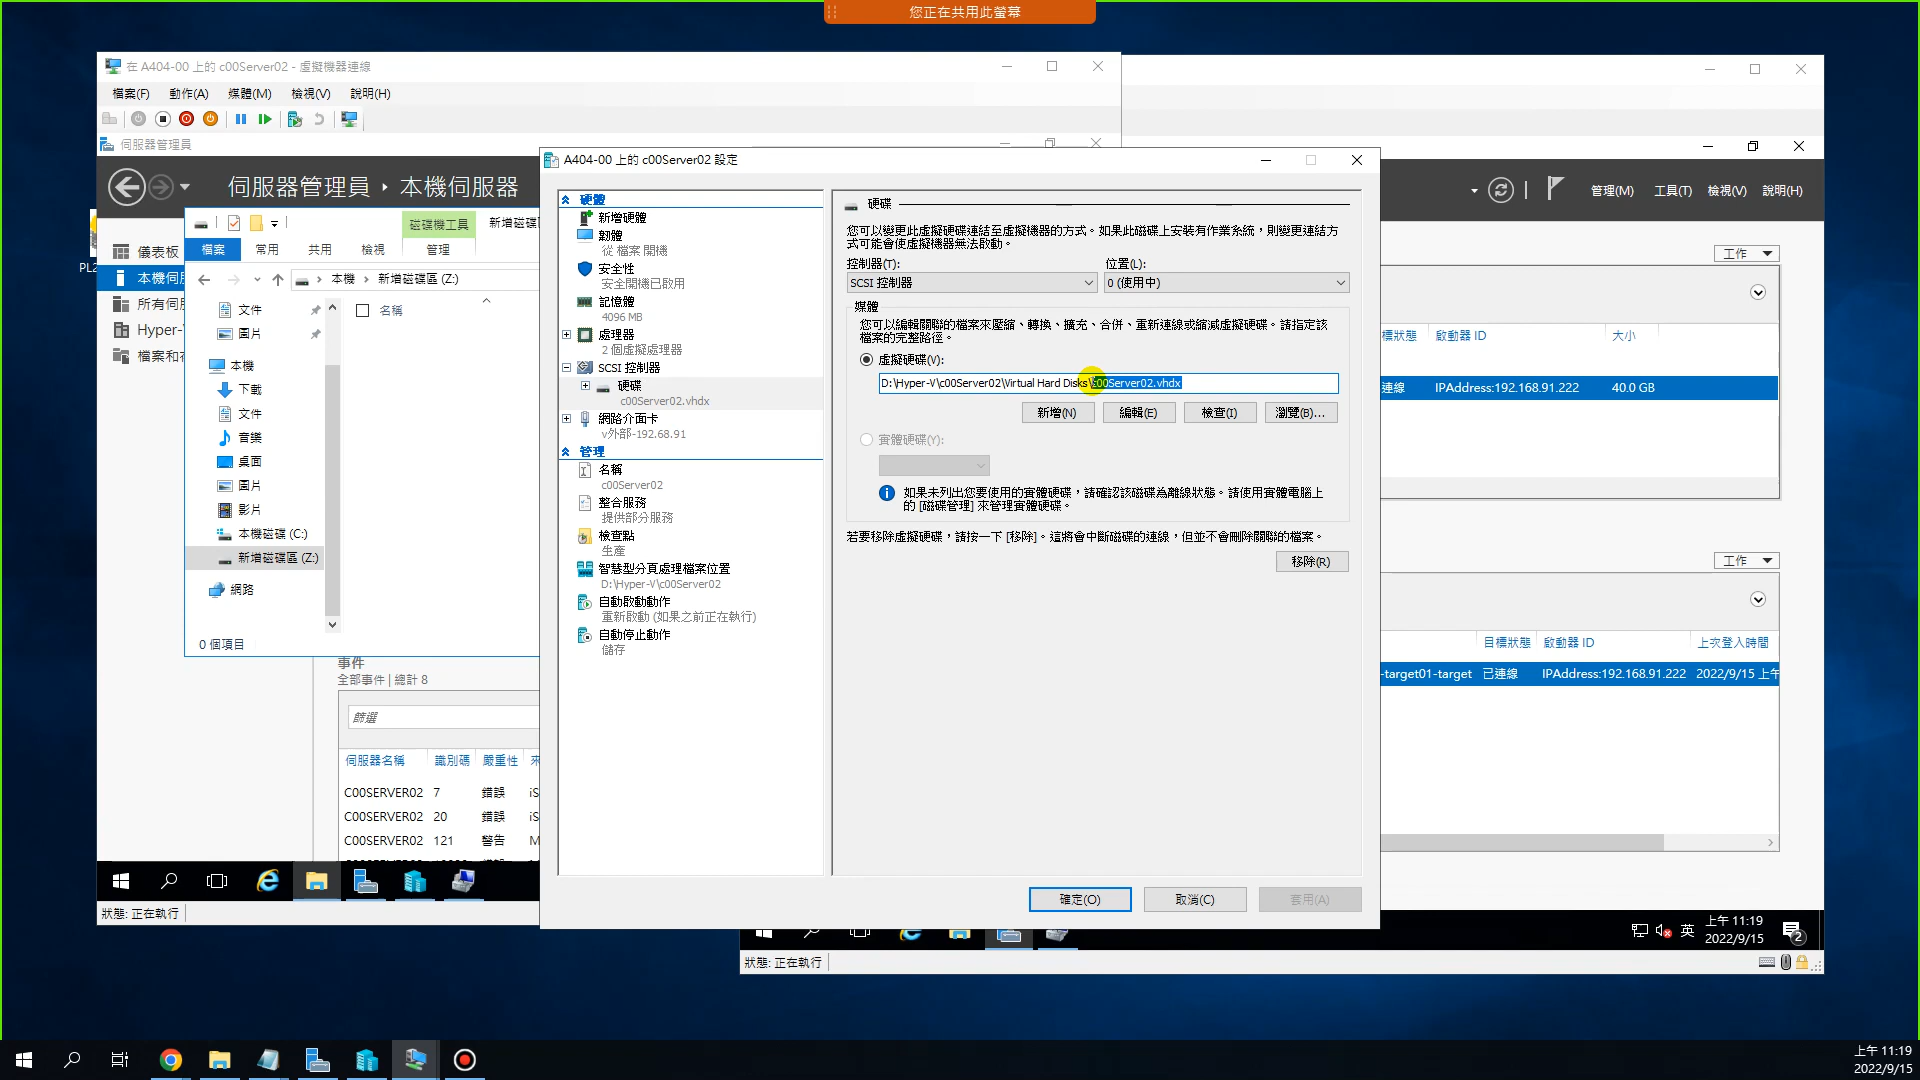 您正在共用此螢幕
在 A404-00 上的 c00Server02 - 虛擬機器連線
檔案(F) 動作(A) 媒體(M) 檢視(V) 說明(H)
伺服器管理員
伺服器管理員 ‣ 本機伺服器
管理(M) 工具(T) 檢視(V) 說明(H)
儀表板
本機伺
所有伺
Hyper-V
檔案和
磁碟機工具
新增磁碟
檔案 常用 共用 檢視 管理
本機 › 新增磁碟區 (Z:)
名稱
文件
圖片
本機
下載
文件
音樂
桌面
圖片
影片
本機磁碟 (C:)
新增磁碟區 (Z:)
網路
0 個項目
事件
全部事件 | 總計 8
篩選
伺服器名稱 識別碼 嚴重性 來
C00SERVER02 7 錯誤 iS
C00SERVER02 20 錯誤 iS
C00SERVER02 121 警告 M
狀態: 正在執行
A404-00 上的 c00Server02 設定
硬體
新增硬體
韌體
從 檔案 開機
安全性
安全開機已啟用
記憶體
4096 MB
處理器
2 個虛擬處理器
SCSI 控制器
硬碟
c00Server02.vhdx
網路介面卡
v外部-192.68.91
管理
名稱
c00Server02
整合服務
提供部分服務
檢查點
生產
智慧型分頁處理檔案位置
D:\Hyper-V\c00Server02
自動啟動動作
重新啟動 (如果之前正在執行)
自動停止動作
儲存
硬碟
您可以變更此虛擬硬碟連結至虛擬機器的方式。如果此磁碟上安裝有作業系統，則變更連結方
式可能會使虛擬機器無法啟動。
控制器(T): 位置(L):
SCSI 控制器 0 (使用中)
媒體
您可以編輯關聯的檔案來壓縮、轉換、擴充、合併、重新連線或縮減虛擬硬碟。請指定該
檔案的完整路徑。
虛擬硬碟(V):
D:\Hyper-V\c00Server02\Virtual Hard Disks\c00Server02.vhdx
新增(N) 編輯(E) 檢查(I) 瀏覽(B)...
實體硬碟(Y):
如果未列出您要使用的實體硬碟，請確認該磁碟為離線狀態。請使用實體電腦上
的 [磁碟管理] 來管理實體硬碟。
若要移除虛擬硬碟，請按一下 [移除]。這將會中斷磁碟的連線，但並不會刪除關聯的檔案。
移除(R)
確定(O) 取消(C) 套用(A)
工作
標狀態 啟動器 ID 大小
連線 IPAddress:192.168.91.222 40.0 GB
工作
目標狀態 啟動器 ID 上次登入時間
-target01-target 已連線 IPAddress:192.168.91.222 2022/9/15 上午
英
上午 11:19
2022/9/15
2
狀態: 正在執行
上午 11:19
2022/9/15